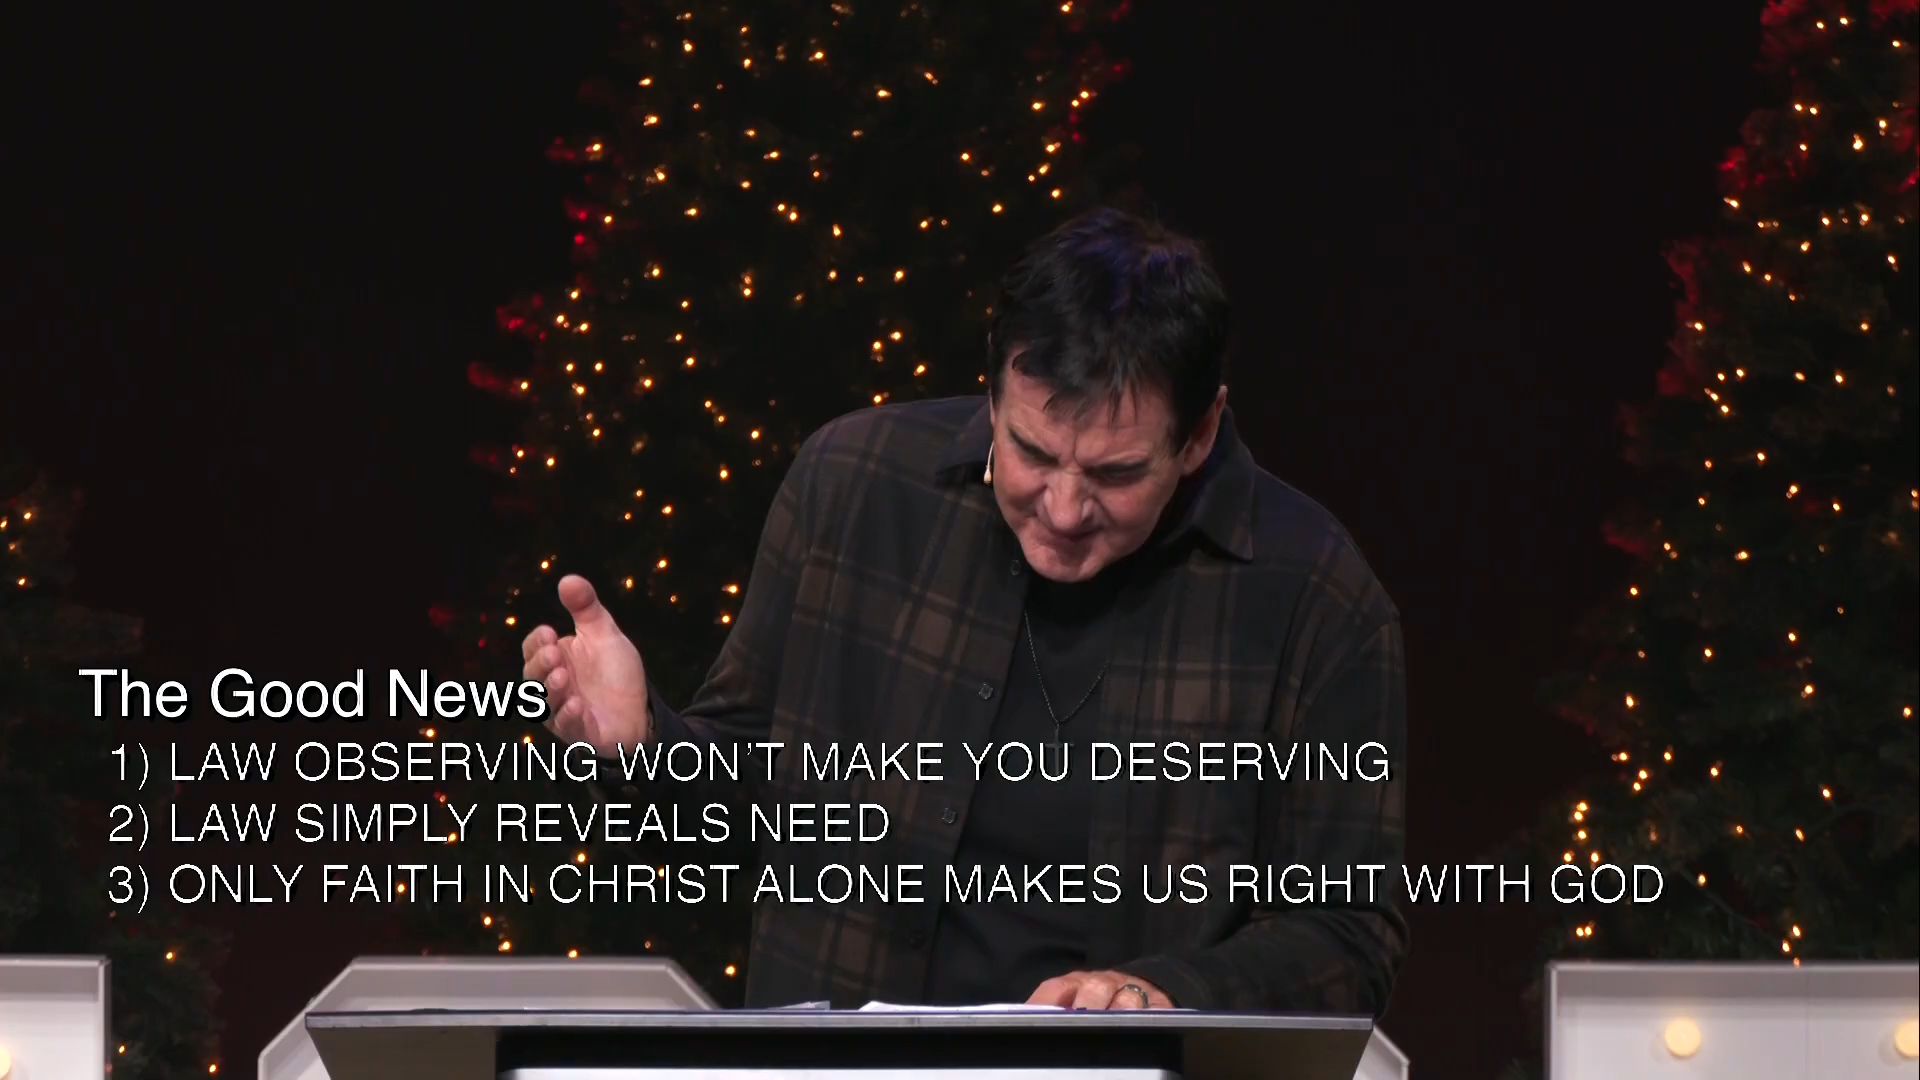 The Good News
1) LAW OBSERVING WON'T MAKE YOU DESERVING
2) LAW SIMPLY REVEALS NEED
3) ONLY FAITH IN CHRIST ALONE MAKES US RIGHT WITH GOD